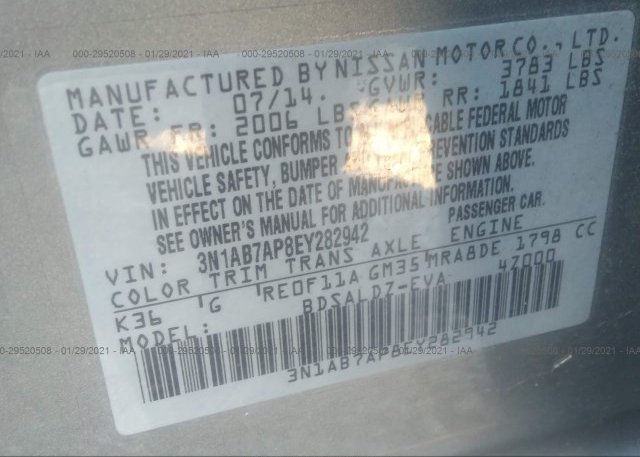 000-29520508 - 01/29/2021 - IAA
MANUFACTURED BY NISSAN MOTOR CO., LTD.
DATE: 07/14. GVWR: 3783 LBS
GAWR FR: 2006 LBS RR: 1841 LBS
THIS VEHICLE CONFORMS TO FEDERAL MOTOR
VEHICLE SAFETY, BUMPER STANDARDS
IN EFFECT ON THE DATE OF MANUFACTURE SHOWN ABOVE.
SEE OWNER'S MANUAL FOR ADDITIONAL INFORMATION.
VIN: 3N1AB7AP8EY282942 PASSENGER CAR.
COLOR TRIM TRANS AXLE ENGINE
K36 G RE0F11A GM35 MRA8DE 1798 CC
MODEL: BDSALDZ-EVA- 47000
3N1AB7AP8EY282942
000-29520508 - 01/29/2021 - IAA